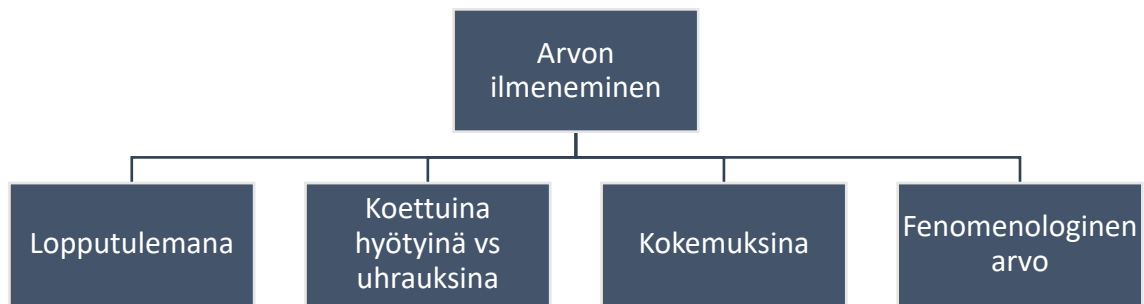 Arvon
ilmeneminen
Lopputulemana
Koettuina
hyötyinä vs
uhrauksina
Kokemuksina
Fenomenologinen
arvo